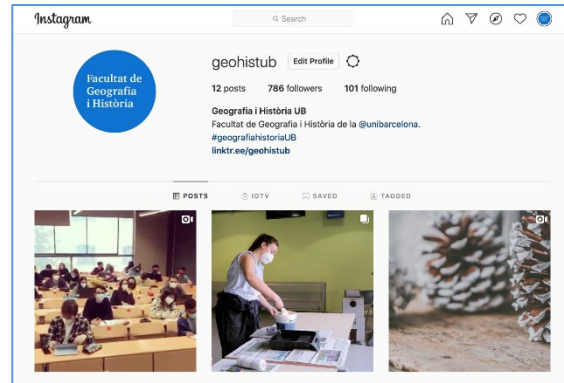 Instagram
Search
Facultat de
Geografia
i Història
geohistub Edit Profile
12 posts 786 followers 101 following
Geografia i Història UB
Facultat de Geografia i Història de la @unibarcelona.
#geografiahistoriaUB
linktr.ee/geohistub
POSTS IGTV SAVED TAGGED